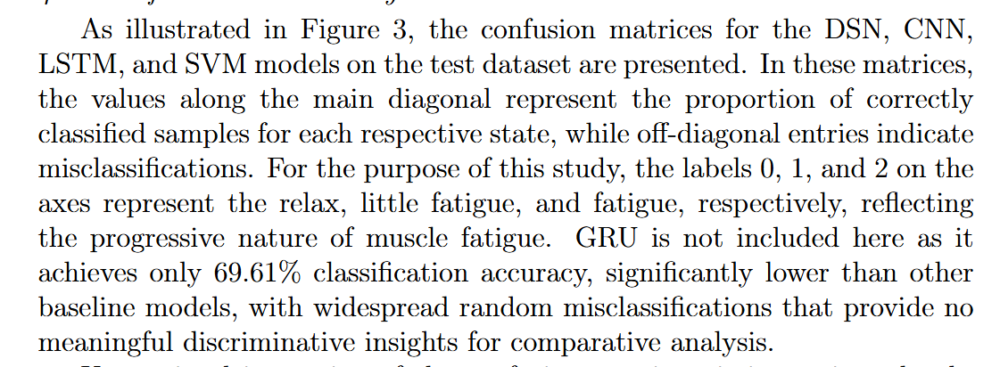 As illustrated in Figure 3, the confusion matrices for the DSN, CNN,
LSTM, and SVM models on the test dataset are presented. In these matrices,
the values along the main diagonal represent the proportion of correctly
classified samples for each respective state, while off-diagonal entries indicate
misclassifications. For the purpose of this study, the labels 0, 1, and 2 on the
axes represent the relax, little fatigue, and fatigue, respectively, reflecting
the progressive nature of muscle fatigue. GRU is not included here as it
achieves only 69.61% classification accuracy, significantly lower than other
baseline models, with widespread random misclassifications that provide no
meaningful discriminative insights for comparative analysis.